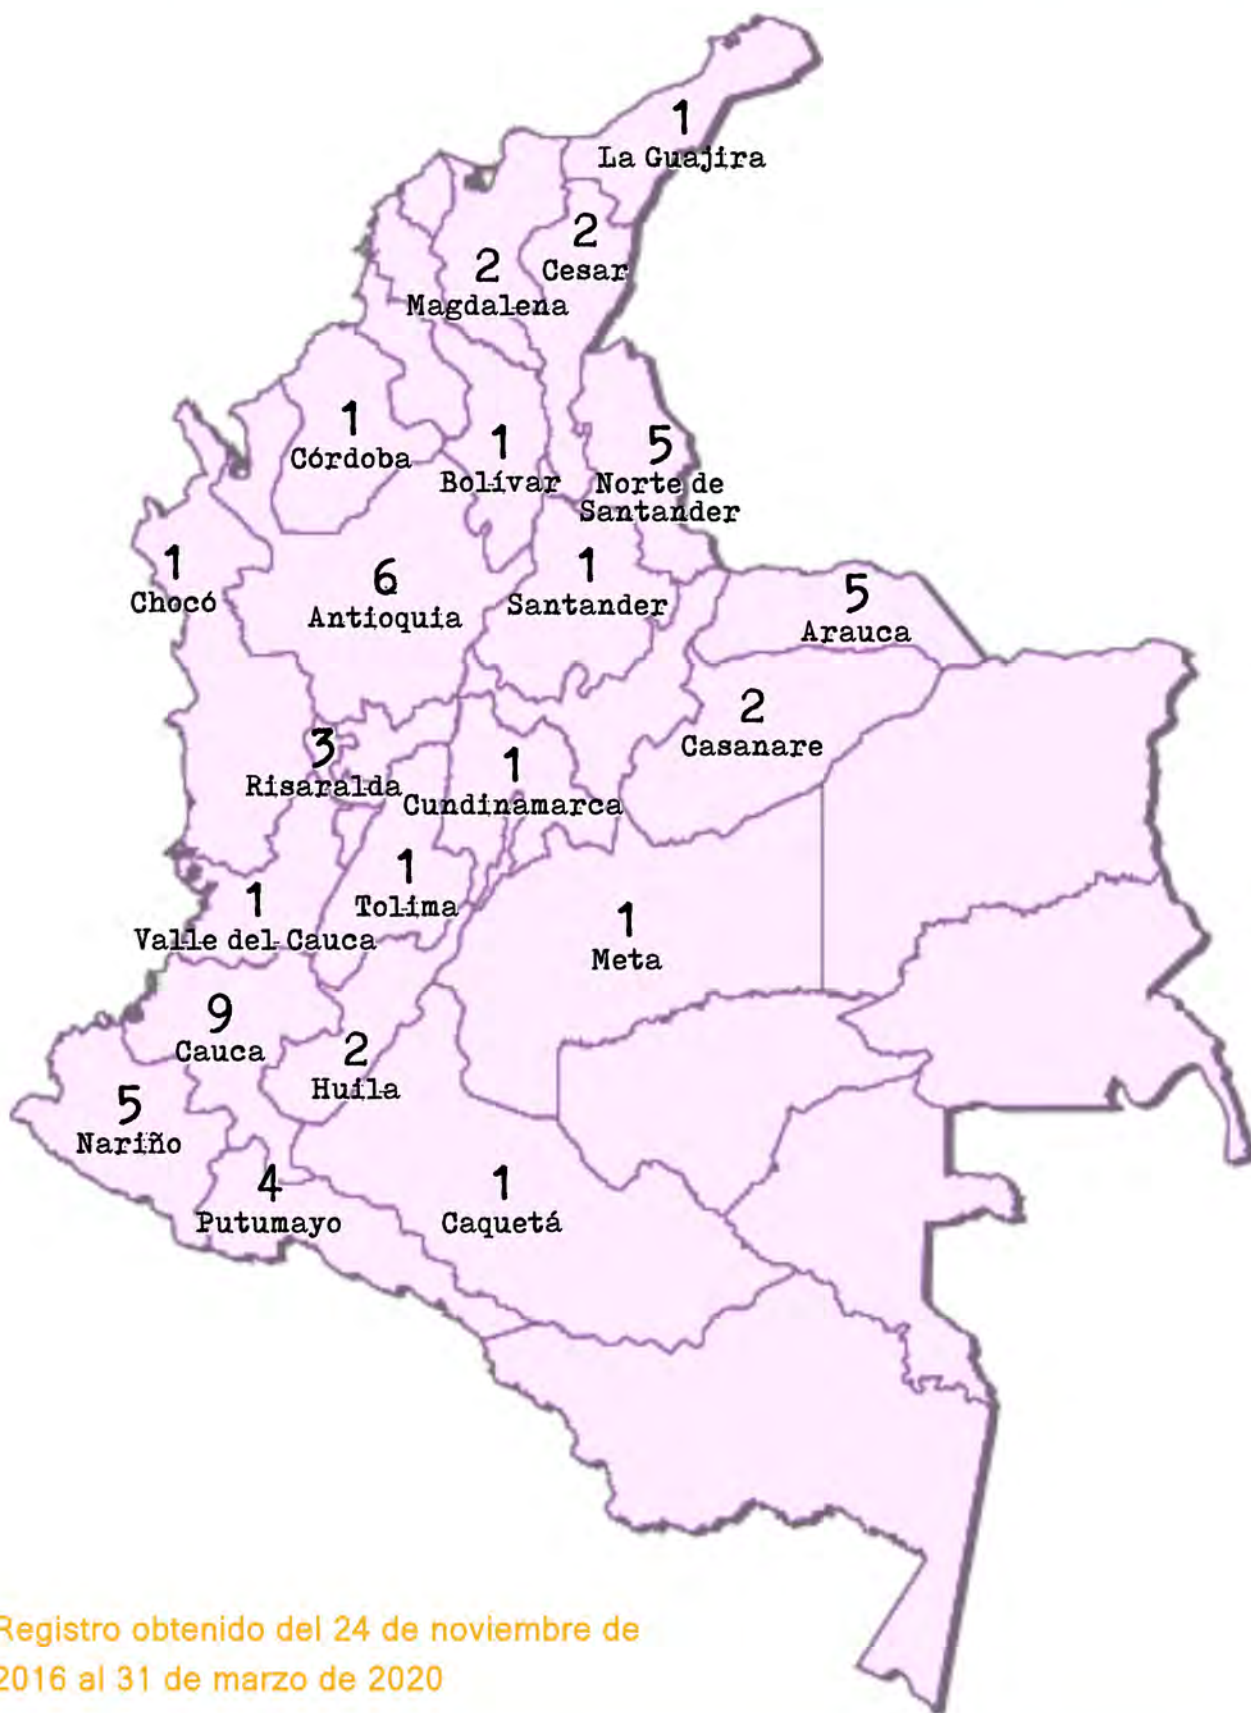 1
La Guajira
2
Cesar
2
Magdalena
1
Córdoba
1
Bolívar
5
Norte de
Santander
1
Chocó
6
Antioquia
1
Santander
5
Arauca
2
Casanare
3
Risaralda
1
Cundinamarca
1
Tolima
1
Valle del Cauca
1
Meta
9
Cauca
2
Huila
5
Nariño
4
Putumayo
1
Caquetá
Registro obtenido del 24 de noviembre de
2016 al 31 de marzo de 2020